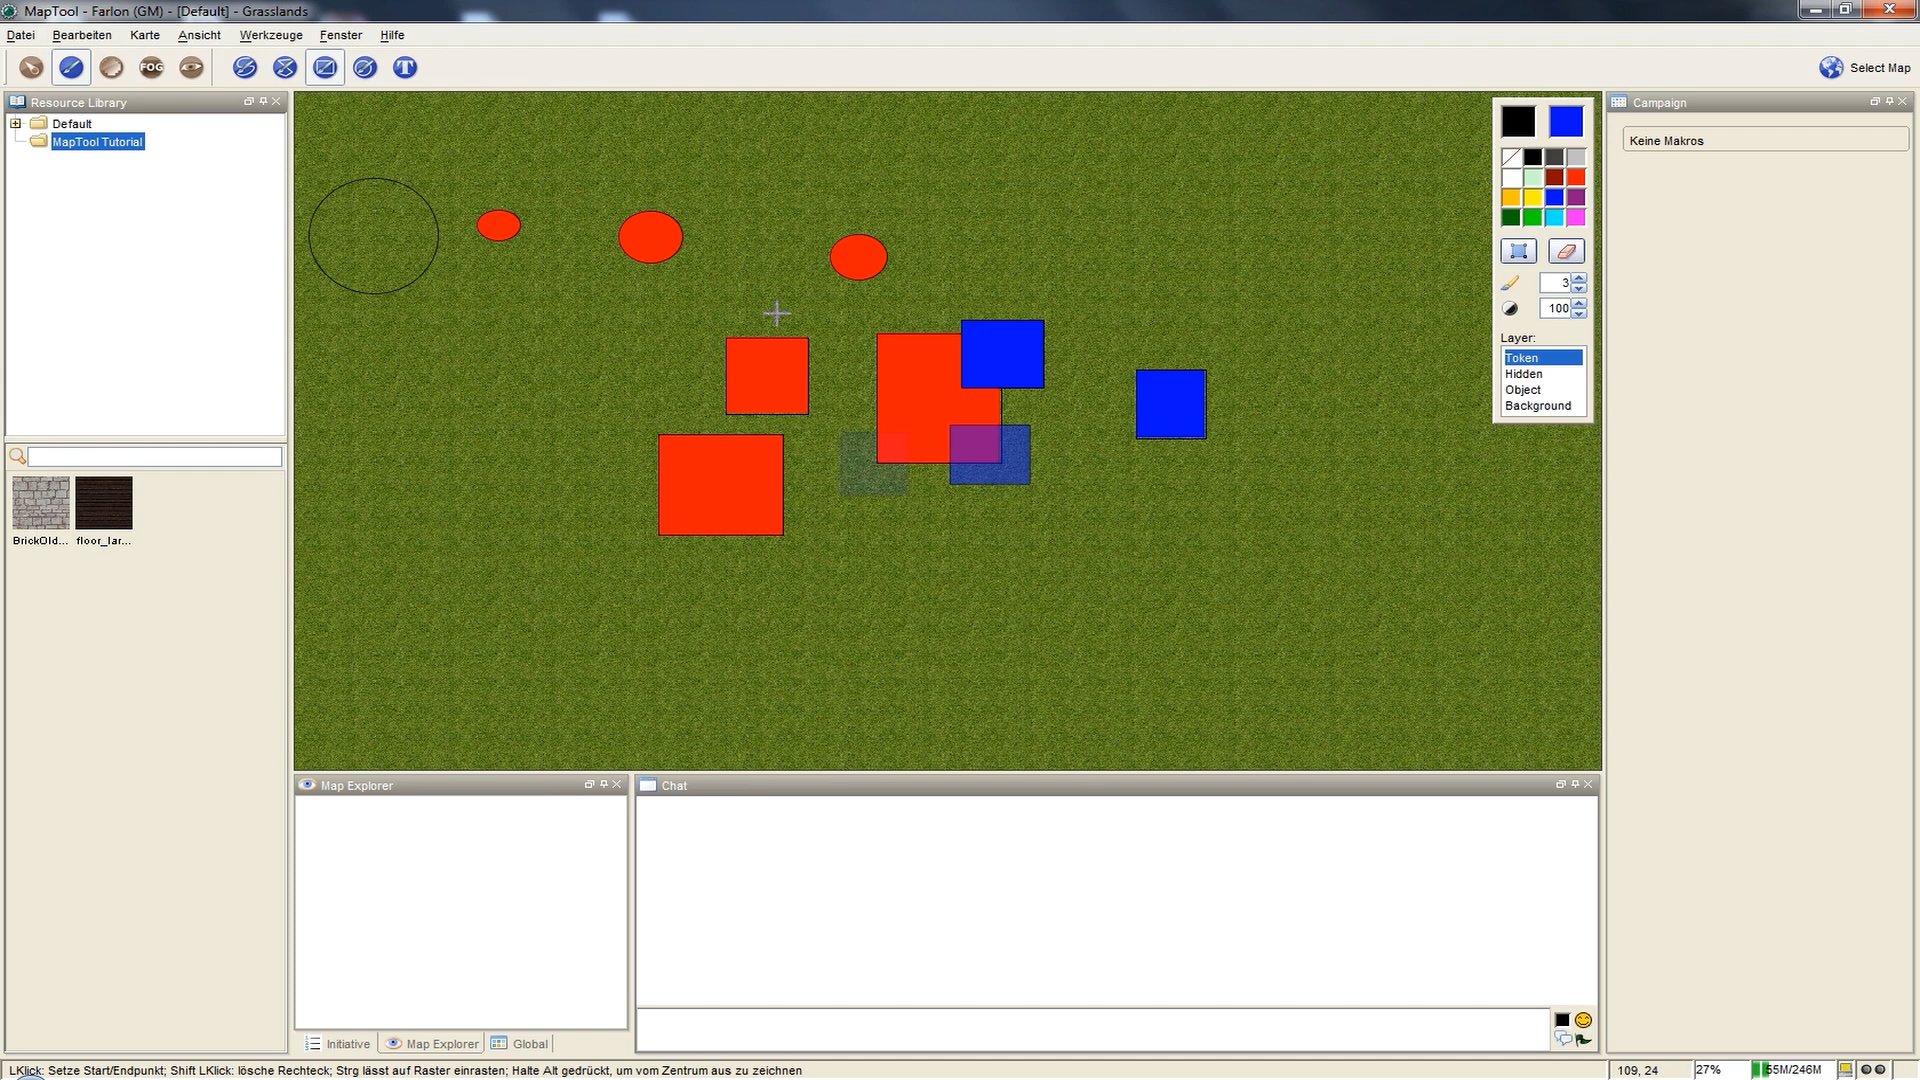 MapTool - Farlon (GM) - [Default] - Grasslands
Datei Bearbeiten Karte Ansicht Werkzeuge Fenster Hilfe
FOG T Select Map
Resource Library
Default
MapTool Tutorial
BrickOld... floor_lar...
3
100
Layer:
Token
Hidden
Object
Background
Campaign
Keine Makros
Map Explorer
Chat
Initiative Map Explorer Global
LKlick: Setze Start/Endpunkt; Shift LKlick: lösche Rechteck; Strg lässt auf Raster einrasten; Halte Alt gedrückt, um vom Zentrum aus zu zeichnen
109, 24 27% 55M/246M